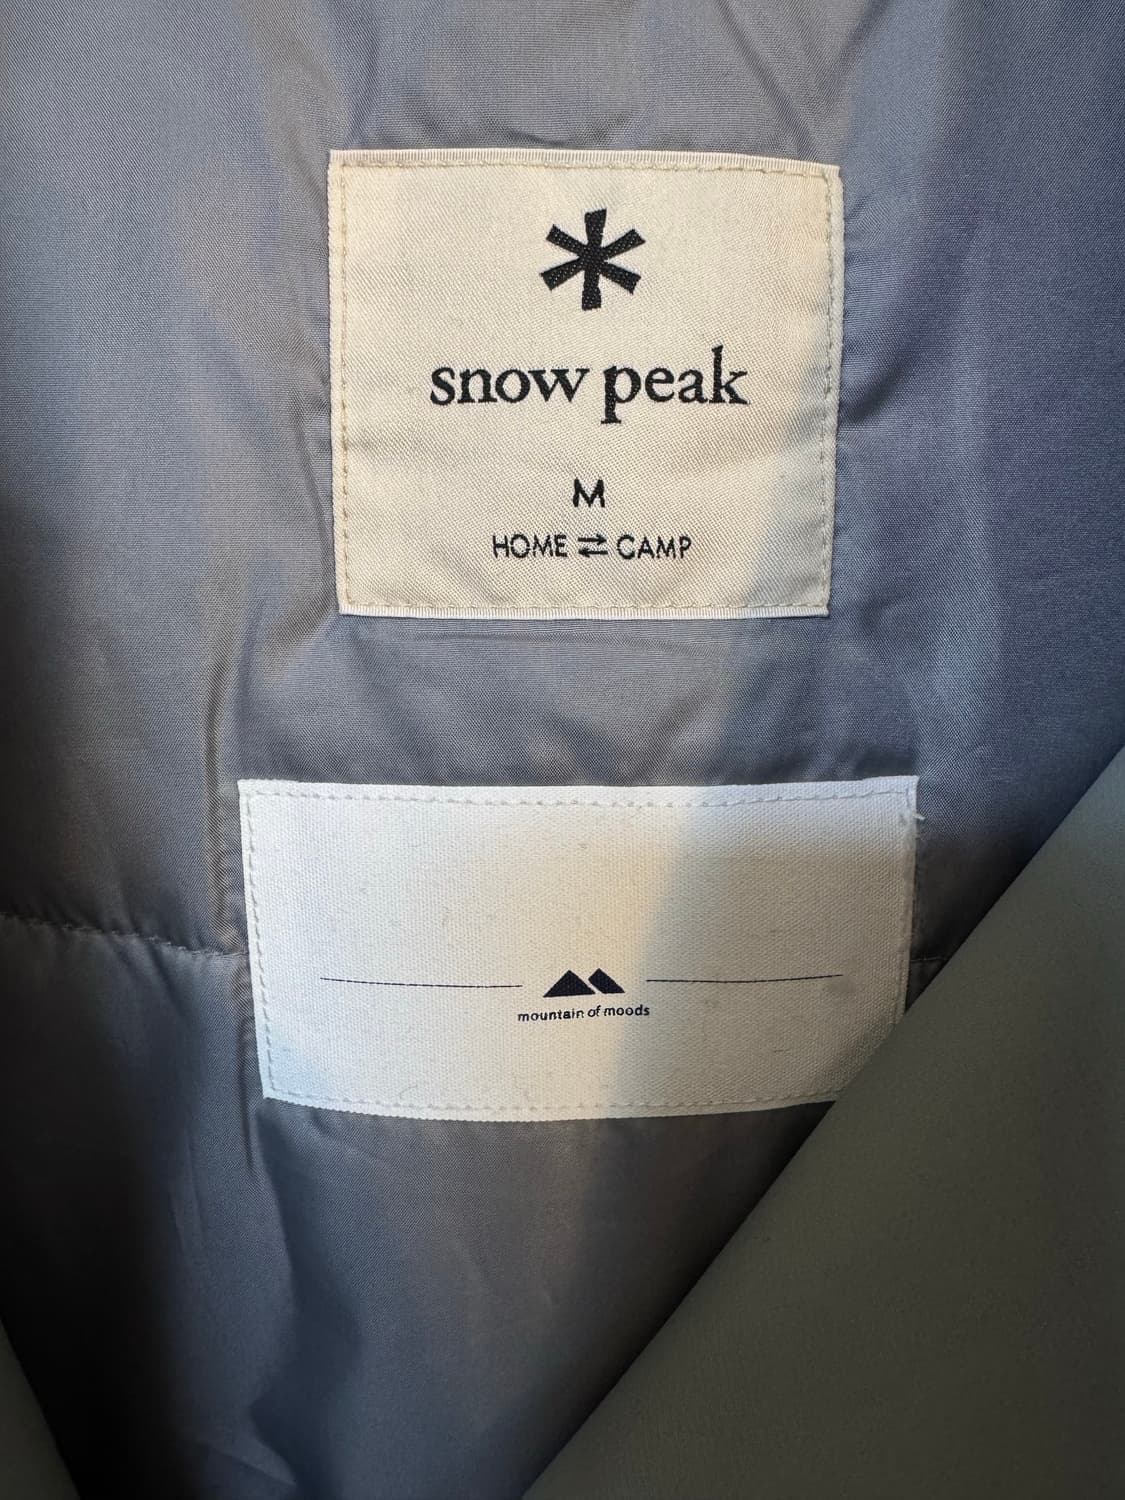 snow peak
M
HOME ⇄ CAMP
mountain of moods